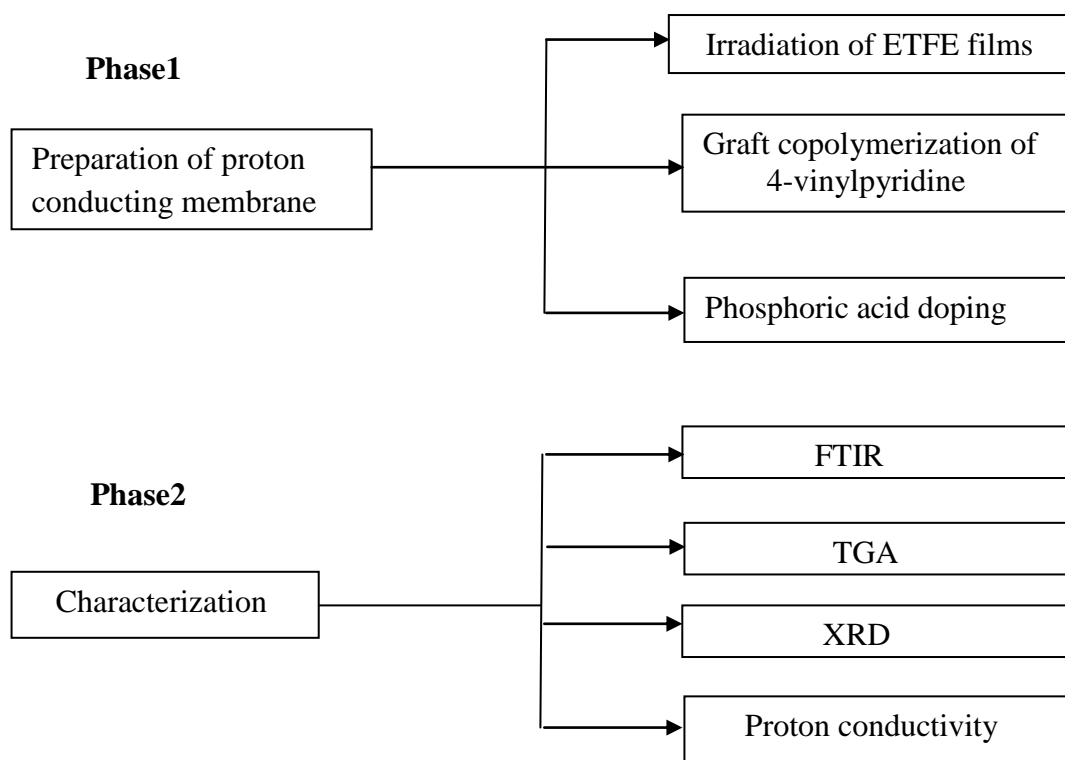 Phase1
Preparation of proton
conducting membrane
Irradiation of ETFE films
Graft copolymerization of
4-vinylpyridine
Phosphoric acid doping
Phase2
Characterization
FTIR
TGA
XRD
Proton conductivity